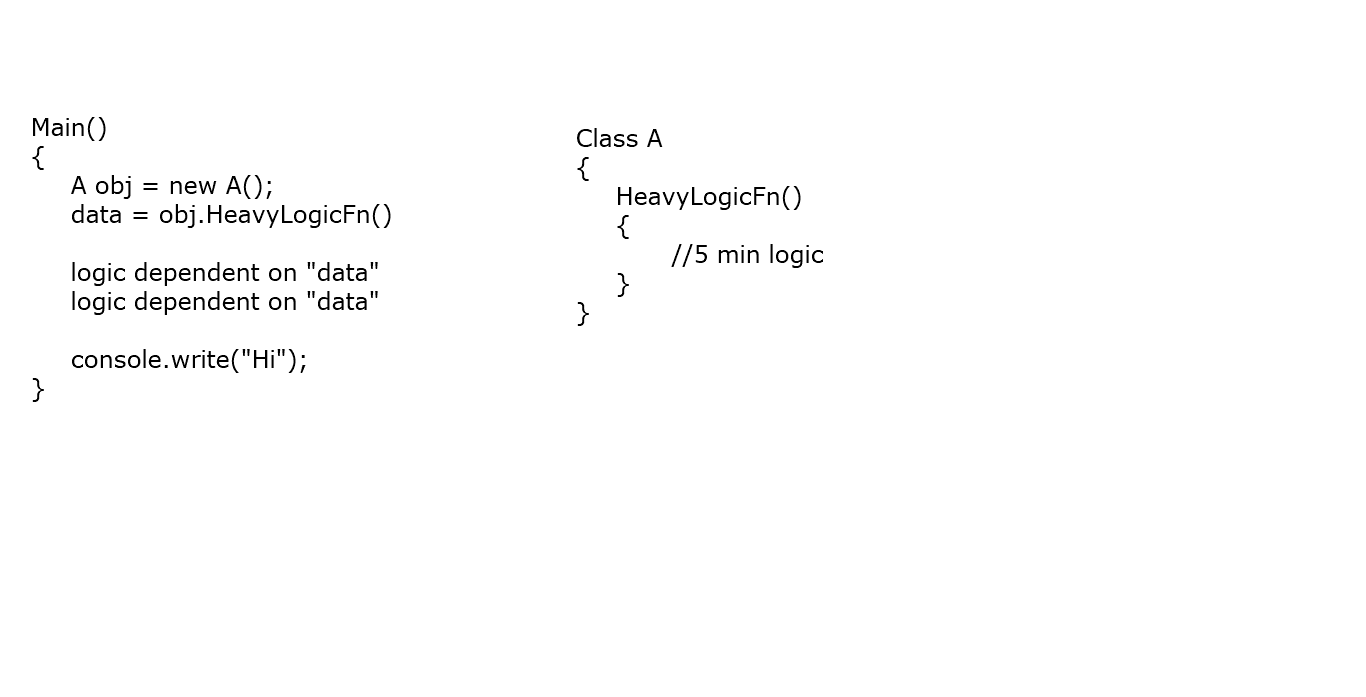 Main()
{
A obj = new A();
data = obj.HeavyLogicFn()
logic dependent on "data"
logic dependent on "data"
console.write("Hi");
}
Class A
{
HeavyLogicFn()
{
//5 min logic
}
}